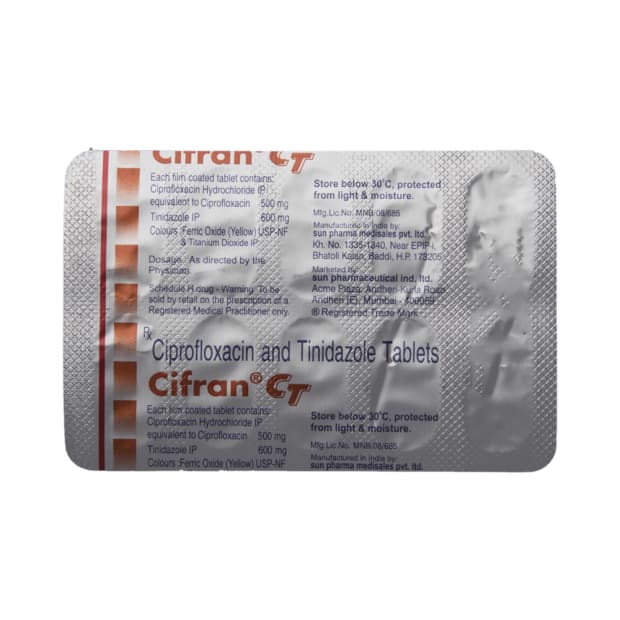 Cifran® CT
Each film coated tablet contains:
Ciprofloxacin Hydrochloride IP
equivalent to Ciprofloxacin 500 mg
Tinidazole IP 600 mg
Colours :Ferric Oxide (Yellow) USP-NF
& Titanium Dioxide IP
Dosage : As directed by the
Physician.
Schedule H drug - Warning: To be
sold by retail on the prescription of a
Registered Medical Practitioner only.
Store below 30°C, protected
from light & moisture.
Mfg.Lic.No. MNB/08/685
Manufactured in India by:
sun pharma medisales pvt. ltd.
Kh. No. 1335-1340, Near EPIP-I,
Bhatoli Kalan, Baddi, H.P. 173205
Marketed by:
sun pharmaceutical ind. ltd.
Acme Plaza, Andheri-Kurla Road
Andheri (E), Mumbai - 400059
® Registered Trade Mark
Rx
Ciprofloxacin and Tinidazole Tablets
Cifran® CT
Each film coated tablet contains:
Ciprofloxacin Hydrochloride IP
equivalent to Ciprofloxacin 500 mg
Tinidazole IP 600 mg
Colours :Ferric Oxide (Yellow) USP-NF
Store below 30°C, protected
from light & moisture.
Mfg.Lic.No. MNB/08/685
Manufactured in India by:
sun pharma medisales pvt. ltd.